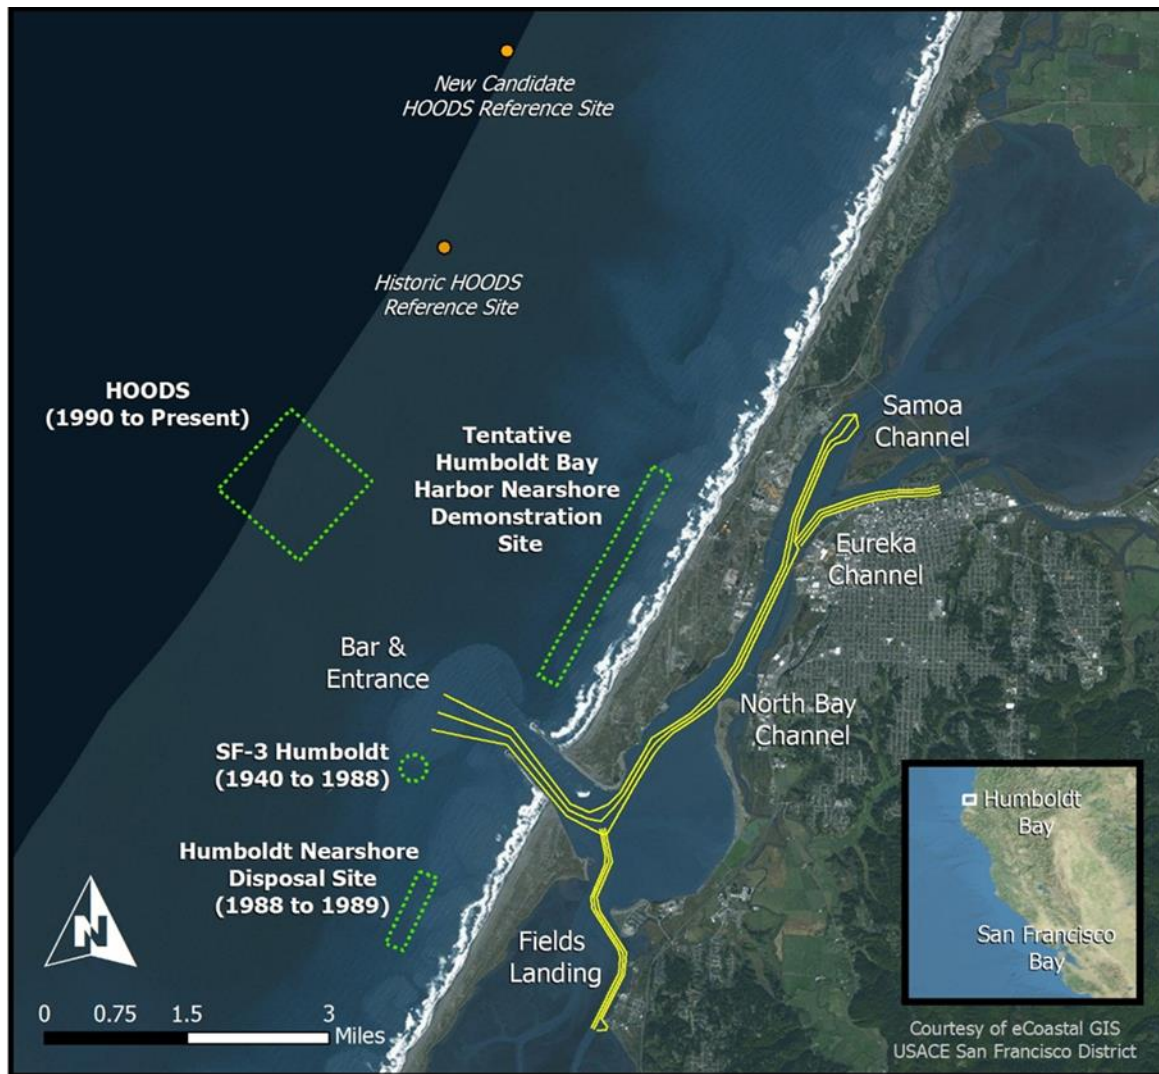 New Candidate
HOODS Reference Site
Historic HOODS
Reference Site
HOODS
(1990 to Present)
Tentative
Humboldt Bay
Harbor Nearshore
Demonstration
Site
Samoa
Channel
Eureka
Channel
Bar &
Entrance
North Bay
Channel
SF-3 Humboldt
(1940 to 1988)
Humboldt Nearshore
Disposal Site
(1988 to 1989)
Fields
Landing
Humboldt
Bay
San Francisco
Bay
N
0 0.75 1.5 3
Miles
Courtesy of eCoastal GIS
USACE San Francisco District